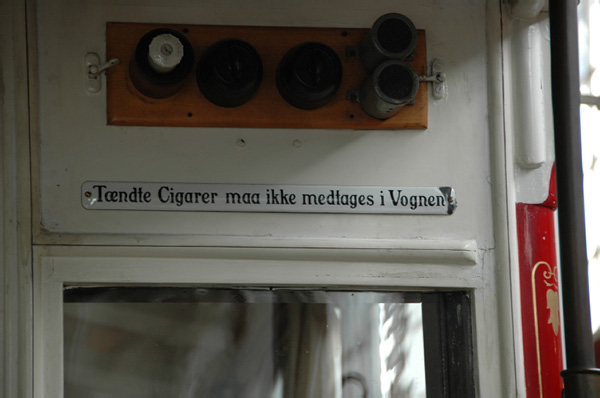 Tændte Cigarer maa ikke medtages i Vognen